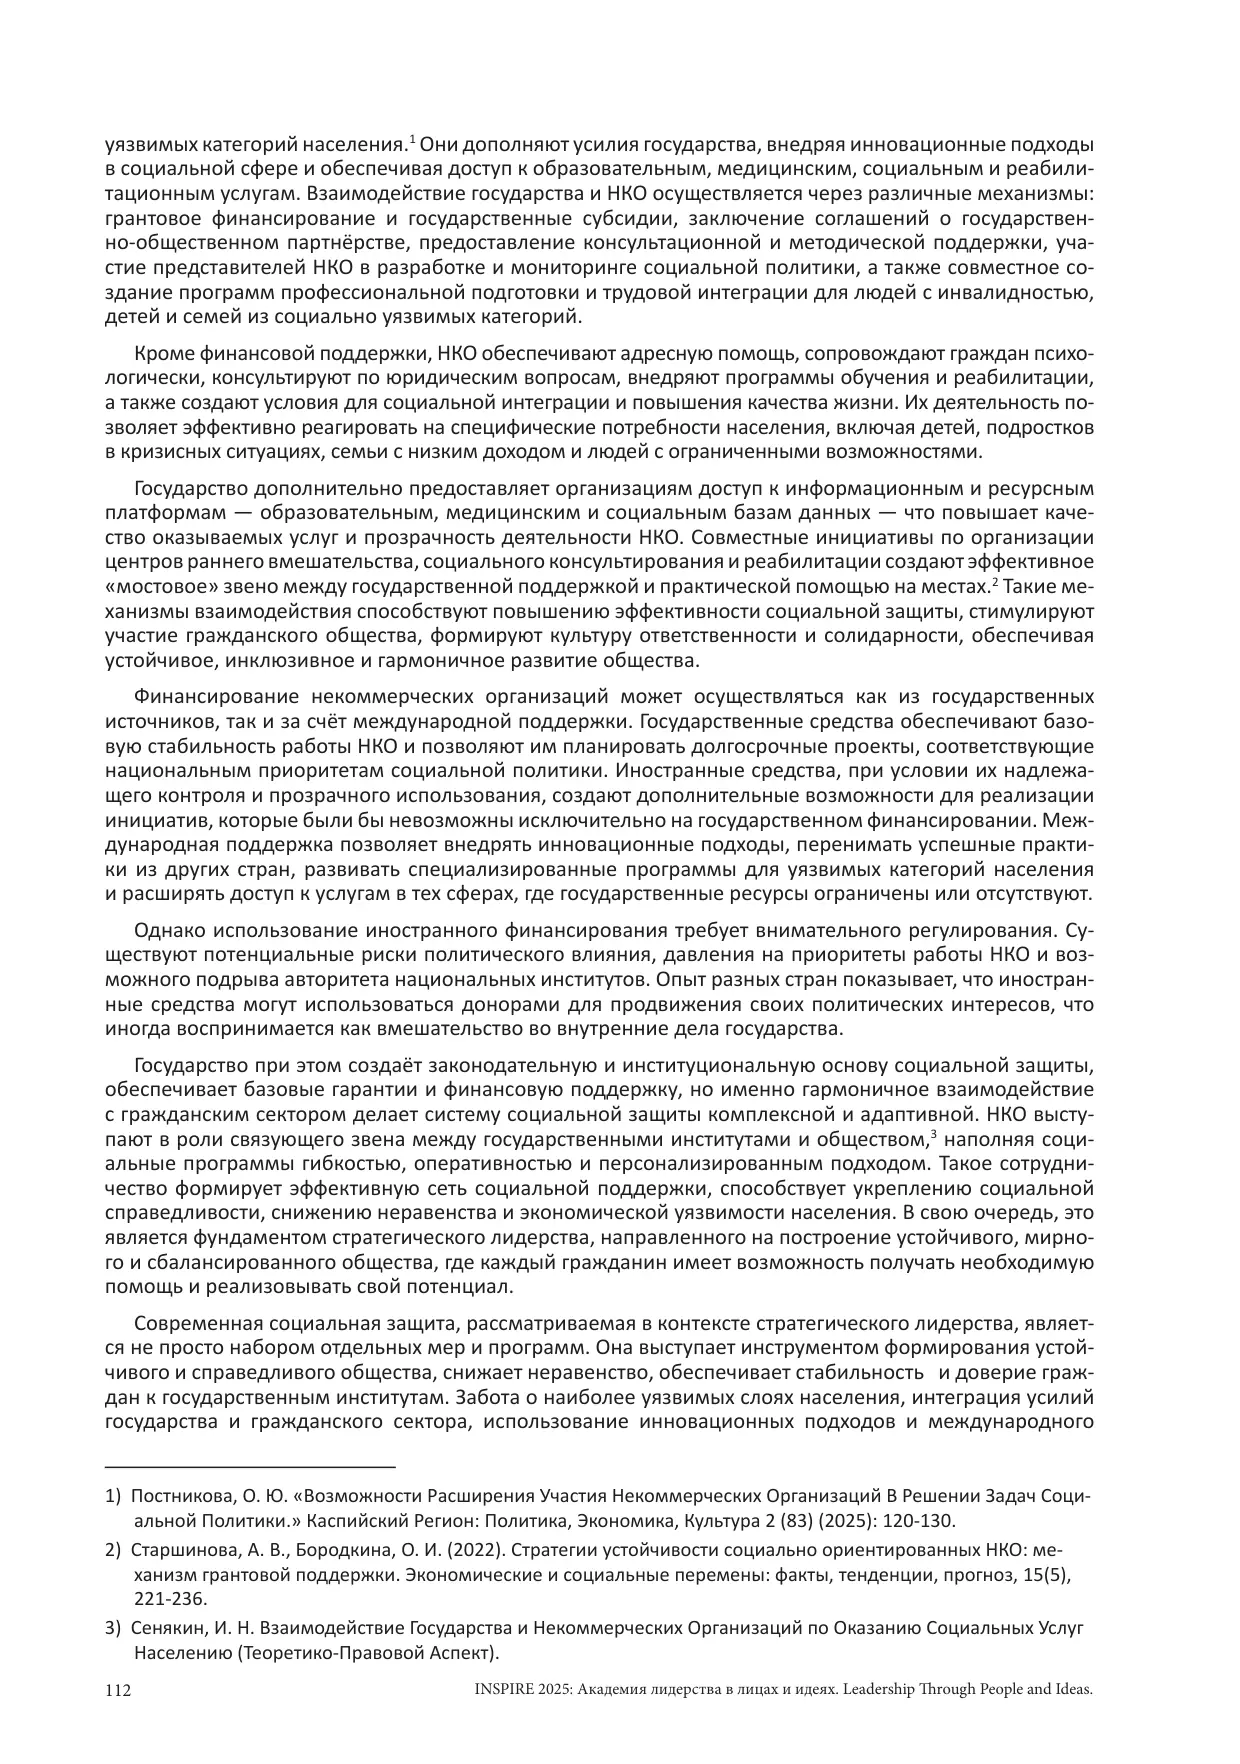 уязвимых категорий населения.1 Они дополняют усилия государства, внедряя инновационные подходы
в социальной сфере и обеспечивая доступ к образовательным, медицинским, социальным и реабили-
тационным услугам. Взаимодействие государства и НКО осуществляется через различные механизмы:
грантовое финансирование и государственные субсидии, заключение соглашений о государствен-
но-общественном партнёрстве, предоставление консультационной и методической поддержки, уча-
стие представителей НКО в разработке и мониторинге социальной политики, а также совместное со-
здание программ профессиональной подготовки и трудовой интеграции для людей с инвалидностью,
детей и семей из социально уязвимых категорий.
Кроме финансовой поддержки, НКО обеспечивают адресную помощь, сопровождают граждан психо-
логически, консультируют по юридическим вопросам, внедряют программы обучения и реабилитации,
а также создают условия для социальной интеграции и повышения качества жизни. Их деятельность по-
зволяет эффективно реагировать на специфические потребности населения, включая детей, подростков
в кризисных ситуациях, семьи с низким доходом и людей с ограниченными возможностями.
Государство дополнительно предоставляет организациям доступ к информационным и ресурсным
платформам — образовательным, медицинским и социальным базам данных — что повышает каче-
ство оказываемых услуг и прозрачность деятельности НКО. Совместные инициативы по организации
центров раннего вмешательства, социального консультирования и реабилитации создают эффективное
«мостовое» звено между государственной поддержкой и практической помощью на местах.2 Такие ме-
ханизмы взаимодействия способствуют повышению эффективности социальной защиты, стимулируют
участие гражданского общества, формируют культуру ответственности и солидарности, обеспечивая
устойчивое, инклюзивное и гармоничное развитие общества.
Финансирование некоммерческих организаций может осуществляться как из государственных
источников, так и за счёт международной поддержки. Государственные средства обеспечивают базо-
вую стабильность работы НКО и позволяют им планировать долгосрочные проекты, соответствующие
национальным приоритетам социальной политики. Иностранные средства, при условии их надлежа-
щего контроля и прозрачного использования, создают дополнительные возможности для реализации
инициатив, которые были бы невозможны исключительно на государственном финансировании. Меж-
дународная поддержка позволяет внедрять инновационные подходы, перенимать успешные практи-
ки из других стран, развивать специализированные программы для уязвимых категорий населения
и расширять доступ к услугам в тех сферах, где государственные ресурсы ограничены или отсутствуют.
Однако использование иностранного финансирования требует внимательного регулирования. Су-
ществуют потенциальные риски политического влияния, давления на приоритеты работы НКО и воз-
можного подрыва авторитета национальных институтов. Опыт разных стран показывает, что иностран-
ные средства могут использоваться донорами для продвижения своих политических интересов, что
иногда воспринимается как вмешательство во внутренние дела государства.
Государство при этом создаёт законодательную и институциональную основу социальной защиты,
обеспечивает базовые гарантии и финансовую поддержку, но именно гармоничное взаимодействие
с гражданским сектором делает систему социальной защиты комплексной и адаптивной. НКО высту-
пают в роли связующего звена между государственными институтами и обществом,3 наполняя соци-
альные программы гибкостью, оперативностью и персонализированным подходом. Такое сотрудни-
чество формирует эффективную сеть социальной поддержки, способствует укреплению социальной
справедливости, снижению неравенства и экономической уязвимости населения. В свою очередь, это
является фундаментом стратегического лидерства, направленного на построение устойчивого, мирно-
го и сбалансированного общества, где каждый гражданин имеет возможность получать необходимую
помощь и реализовывать свой потенциал.
Современная социальная защита, рассматриваемая в контексте стратегического лидерства, являет-
ся не просто набором отдельных мер и программ. Она выступает инструментом формирования устой-
чивого и справедливого общества, снижает неравенство, обеспечивает стабильность и доверие граж-
дан к государственным институтам. Забота о наиболее уязвимых слоях населения, интеграция усилий
государства и гражданского сектора, использование инновационных подходов и международного
1) Постникова, О. Ю. «Возможности Расширения Участия Некоммерческих Организаций В Решении Задач Соци-
альной Политики.» Каспийский Регион: Политика, Экономика, Культура 2 (83) (2025): 120-130.
2) Старшинова, А. В., Бородкина, О. И. (2022). Стратегии устойчивости социально ориентированных НКО: ме-
ханизм грантовой поддержки. Экономические и социальные перемены: факты, тенденции, прогноз, 15(5),
221-236.
3) Сенякин, И. Н. Взаимодействие Государства и Некоммерческих Организаций по Оказанию Социальных Услуг
Населению (Теоретико-Правовой Аспект).
112 INSPIRE 2025: Академия лидерства в лицах и идеях. Leadership Through People and Ideas.